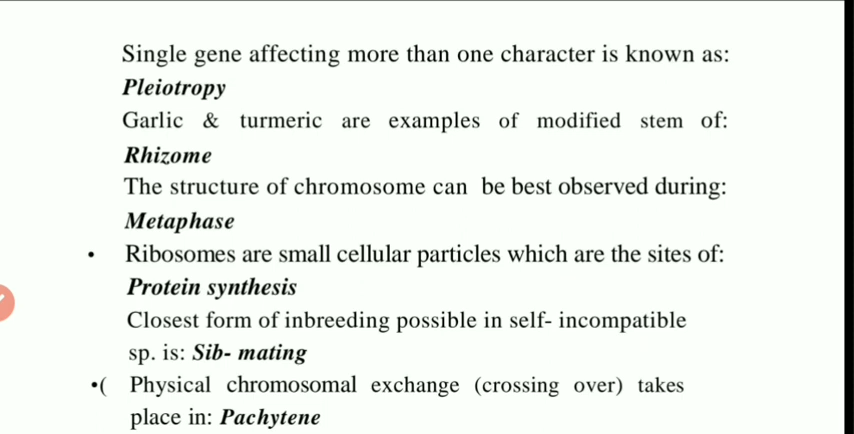 Single gene affecting more than one character is known as:
Pleiotropy
Garlic & turmeric are examples of modified stem of:
Rhizome
The structure of chromosome can be best observed during:
Metaphase
• Ribosomes are small cellular particles which are the sites of:
Protein synthesis
Closest form of inbreeding possible in self- incompatible
sp. is: Sib- mating
•( Physical chromosomal exchange (crossing over) takes
place in: Pachytene